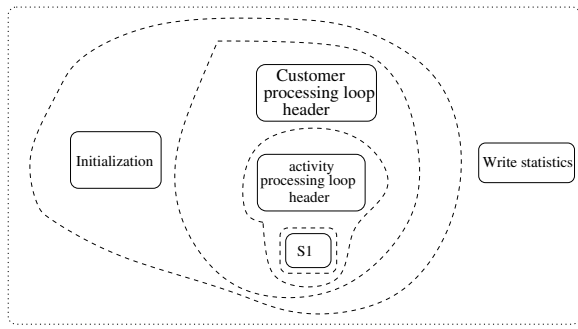 Customer
processing loop
header
Initialization
activity
processing loop
header
Write statistics
S1